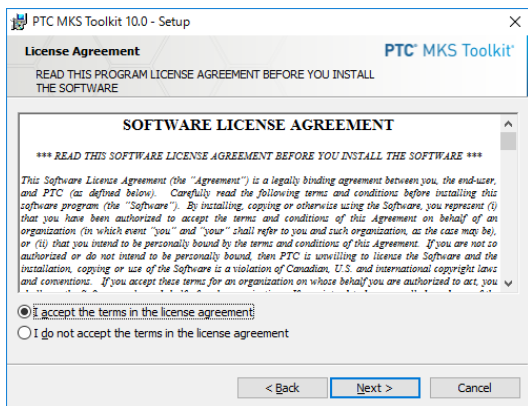 PTC MKS Toolkit 10.0 - Setup
License Agreement
PTC® MKS Toolkit®
READ THIS PROGRAM LICENSE AGREEMENT BEFORE YOU INSTALL
THE SOFTWARE
SOFTWARE LICENSE AGREEMENT
*** READ THIS SOFTWARE LICENSE AGREEMENT BEFORE YOU INSTALL THE SOFTWARE ***
This Software License Agreement (the "Agreement") is a legally binding agreement between you, the end-user,
and PTC (as defined below). Carefully read the following terms and conditions before installing this
software program (the "Software"). By installing, copying or otherwise using the Software, you represent (i)
that you have been authorized to accept the terms and conditions of this Agreement on behalf of an
organization (in which event "you" and "your" shall refer to you and such organization, as the case may be),
or (ii) that you intend to be personally bound by the terms and conditions of this Agreement. If you are not so
authorized or do not intend to be personally bound, then PTC is unwilling to license the Software and the
installation, copying or use of the Software is a violation of Canadian, U.S. and international copyright laws
and conventions. If you accept these terms for an organization on whose behalf you are authorized to act, you
I accept the terms in the license agreement
I do not accept the terms in the license agreement
< Back
Next >
Cancel